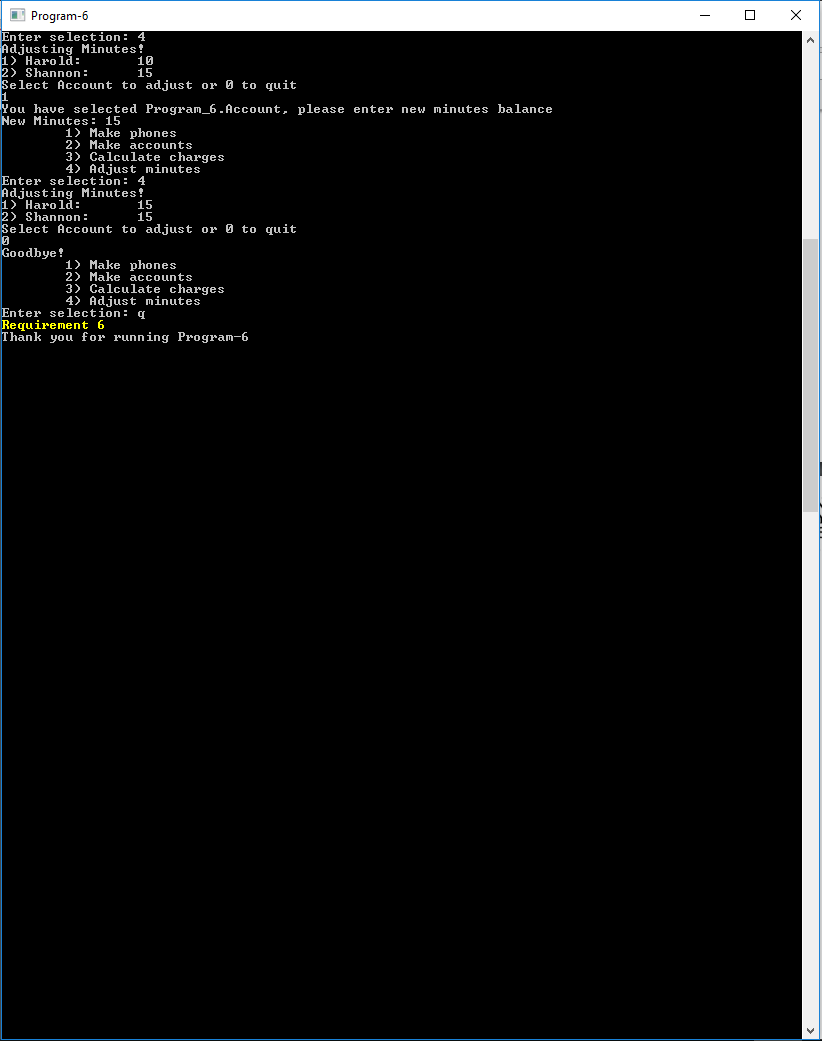 Program-6
Enter selection: 4
Adjusting Minutes!
1) Harold:       10
2) Shannon:      15
Select Account to adjust or 0 to quit
1
You have selected Program_6.Account, please enter new minutes balance
New Minutes: 15
        1) Make phones
        2) Make accounts
        3) Calculate charges
        4) Adjust minutes
Enter selection: 4
Adjusting Minutes!
1) Harold:       15
2) Shannon:      15
Select Account to adjust or 0 to quit
0
Goodbye!
        1) Make phones
        2) Make accounts
        3) Calculate charges
        4) Adjust minutes
Enter selection: q
Requirement 6
Thank you for running Program-6